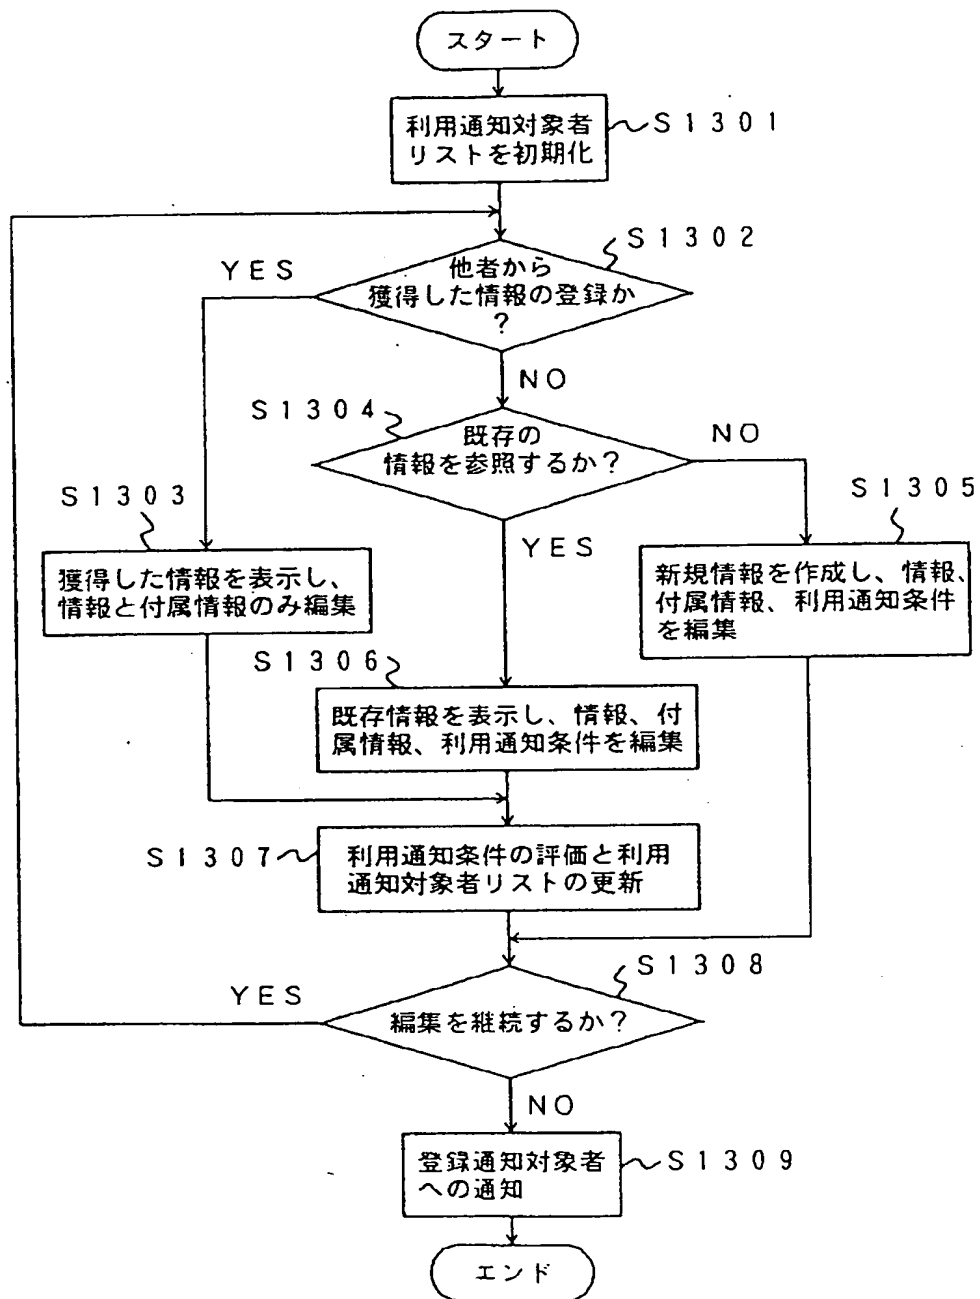 スタート
利用通知対象者
リストを初期化
S1301
S1302
他者から
獲得した情報の登録か
?
YES
NO
S1304
既存の
情報を参照するか?
NO
YES
S1303
獲得した情報を表示し、
情報と付属情報のみ編集
S1305
新規情報を作成し、情報、
付属情報、利用通知条件
を編集
S1306
既存情報を表示し、情報、付
属情報、利用通知条件を編集
S1307
利用通知条件の評価と利用
通知対象者リストの更新
S1308
編集を継続するか?
YES
NO
登録通知対象者
への通知
S1309
エンド